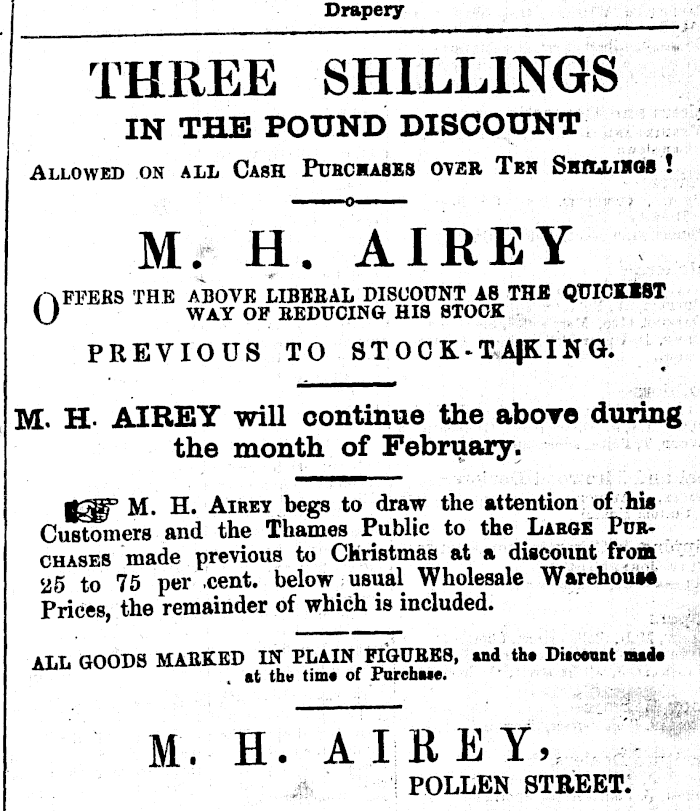 Drapery
THREE SHILLINGS
IN THE POUND DISCOUNT
ALLOWED ON ALL CASH PURCHASES OVER TEN SHILLINGS !
M. H. AIREY
OFFERS THE ABOVE LIBERAL DISCOUNT AS THE QUICKEST
WAY OF REDUCING HIS STOCK
PREVIOUS TO STOCK-TAKING.
M. H. AIREY will continue the above during
the month of February.
☞ M. H. AIREY begs to draw the attention of his
Customers and the Thames Public to the LARGE PUR-
CHASES made previous to Christmas at a discount from
25 to 75 per cent. below usual Wholesale Warehouse
Prices, the remainder of which is included.
ALL GOODS MARKED IN PLAIN FIGURES, and the Discount made
at the time of Purchase.
M. H. AIREY,
POLLEN STREET.